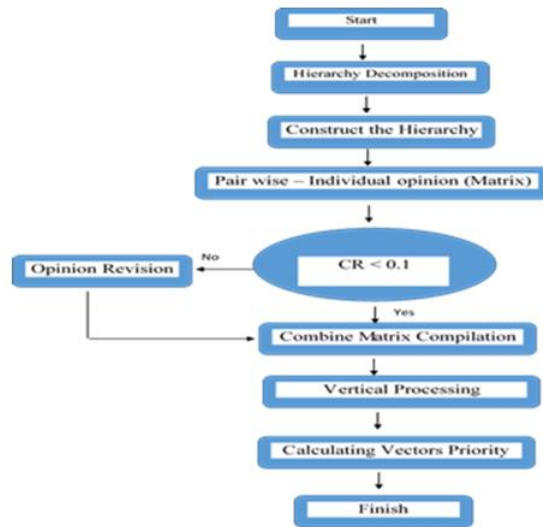 Start
Hierarchy Decomposition
Construct the Hierarchy
Pair wise – Individual opinion (Matrix)
No
Opinion Revision
CR < 0.1
Yes
Combine Matrix Compilation
Vertical Processing
Calculating Vectors Priority
Finish